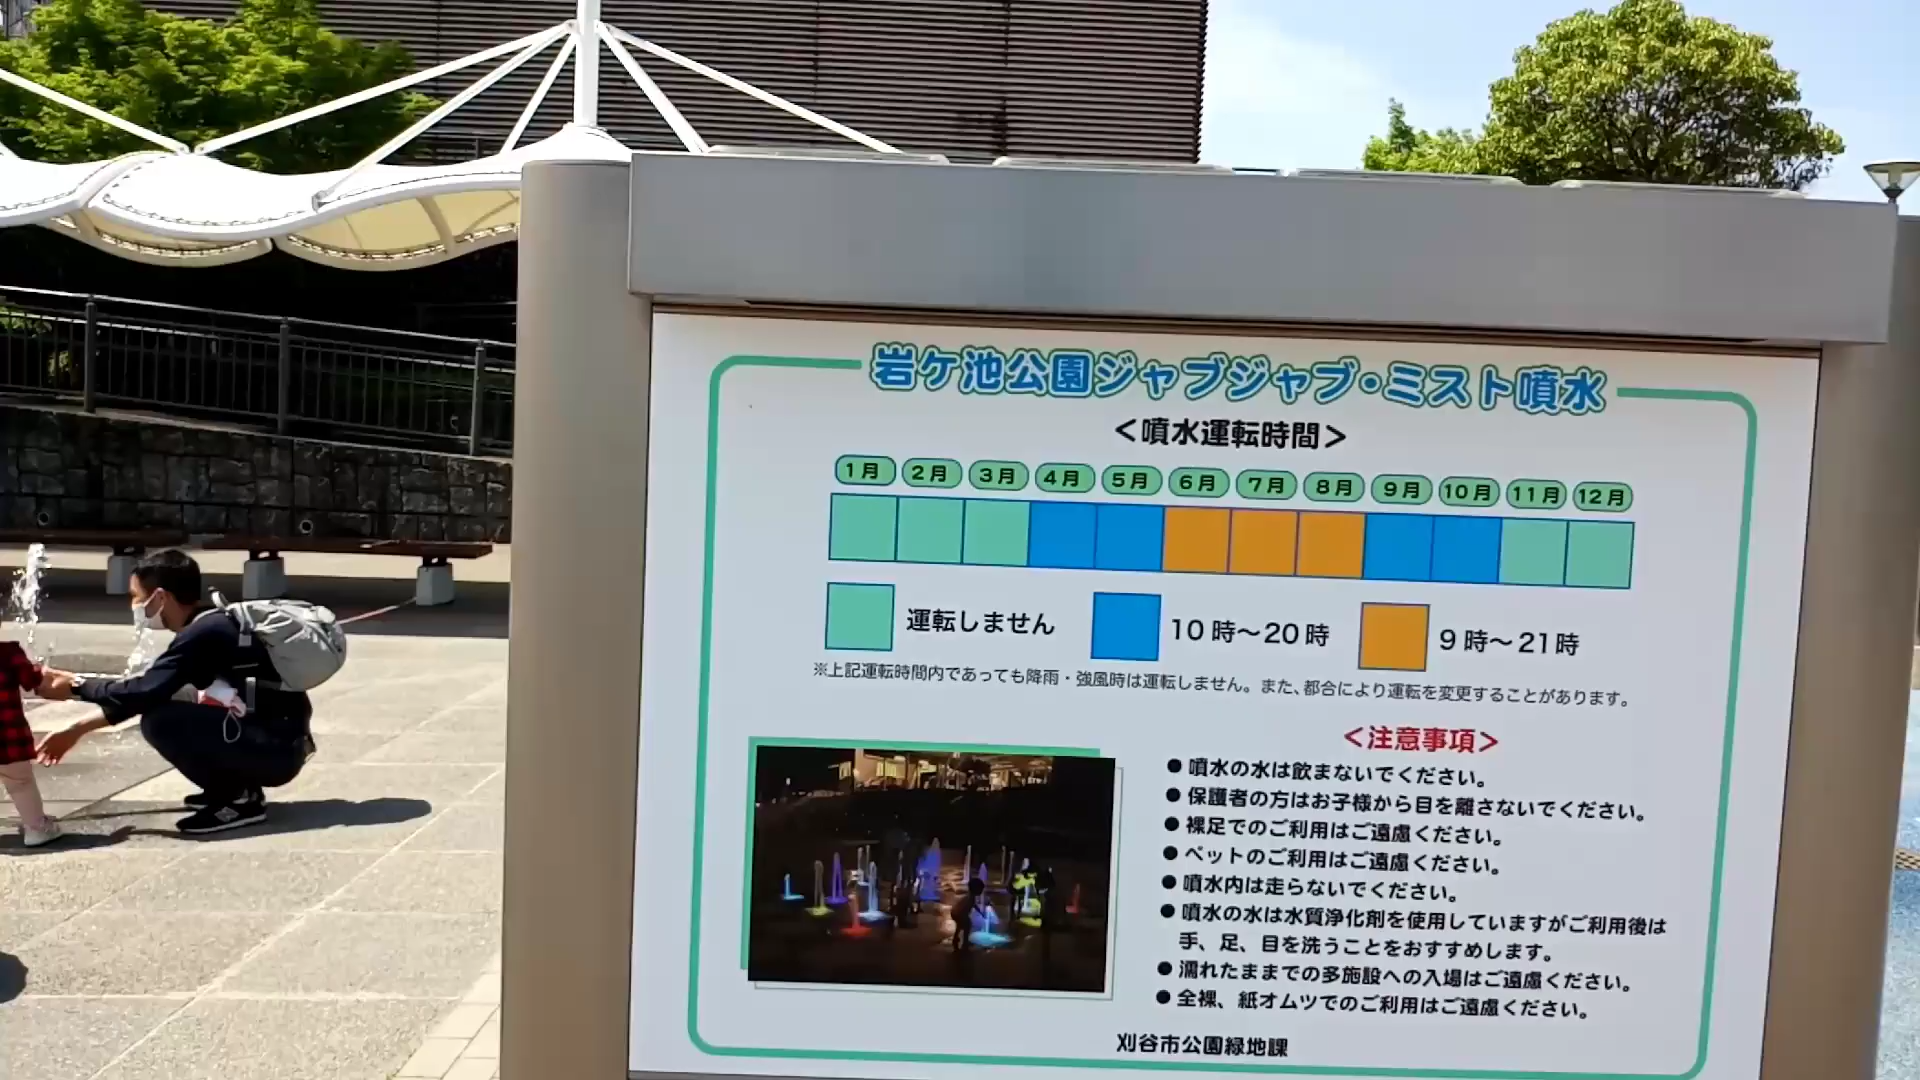 岩ケ池公園ジャブジャブ・ミスト噴水
＜噴水運転時間＞
1月 2月 3月 4月 5月 6月 7月 8月 9月 10月 11月 12月
運転しません 10時～20時 9時～21時
※上記運転時間内であっても降雨・強風時は運転しません。また、都合により運転を変更することがあります。
＜注意事項＞
●噴水の水は飲まないでください。
●保護者の方はお子様から目を離さないでください。
●裸足でのご利用はご遠慮ください。
●ペットのご利用はご遠慮ください。
●噴水内は走らないでください。
●噴水の水は水質浄化剤を使用していますがご利用後は
手、足、目を洗うことをおすすめします。
●濡れたままでの多施設への入場はご遠慮ください。
●全裸、紙オムツでのご利用はご遠慮ください。
刈谷市公園緑地課